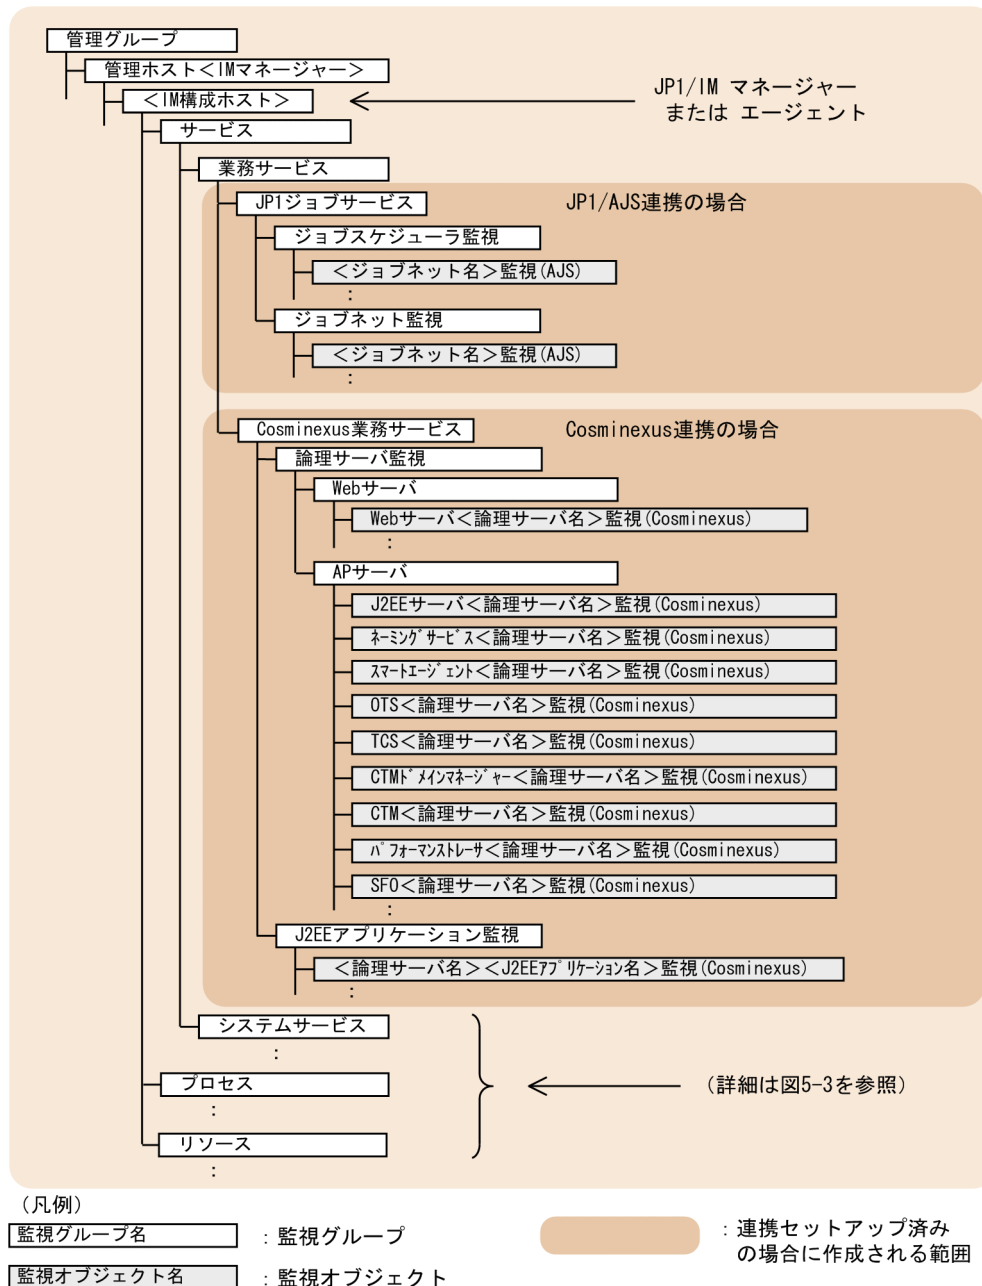 管理グループ
管理ホスト＜IMマネージャー＞
＜IM構成ホスト＞
JP1/IM マネージャー
または エージェント
サービス
業務サービス
JP1ジョブサービス
JP1/AJS連携の場合
ジョブスケジューラ監視
＜ジョブネット名＞監視(AJS)
：
ジョブネット監視
＜ジョブネット名＞監視(AJS)
：
Cosminexus業務サービス
Cosminexus連携の場合
論理サーバ監視
Webサーバ
Webサーバ＜論理サーバ名＞監視(Cosminexus)
：
APサーバ
J2EEサーバ＜論理サーバ名＞監視(Cosminexus)
ﾈｰﾐﾝｸﾞｻｰﾋﾞｽ＜論理サーバ名＞監視(Cosminexus)
ｽﾏｰﾄｴｰｼﾞｪﾝﾄ＜論理サーバ名＞監視(Cosminexus)
OTS＜論理サーバ名＞監視(Cosminexus)
TCS＜論理サーバ名＞監視(Cosminexus)
CTMﾄﾞﾒｲﾝﾏﾈｰｼﾞｬｰ＜論理サーバ名＞監視(Cosminexus)
CTM＜論理サーバ名＞監視(Cosminexus)
ﾊﾟﾌｫｰﾏﾝｽﾄﾚｰｻ＜論理サーバ名＞監視(Cosminexus)
SFO＜論理サーバ名＞監視(Cosminexus)
：
J2EEアプリケーション監視
＜論理サーバ名＞＜J2EEｱﾌﾟﾘｹｰｼｮﾝ名＞監視(Cosminexus)
：
システムサービス
：
プロセス
（詳細は図5-3を参照）
：
リソース
：
（凡例）
監視グループ名
：監視グループ
：連携セットアップ済み
の場合に作成される範囲
監視オブジェクト名
：監視オブジェクト